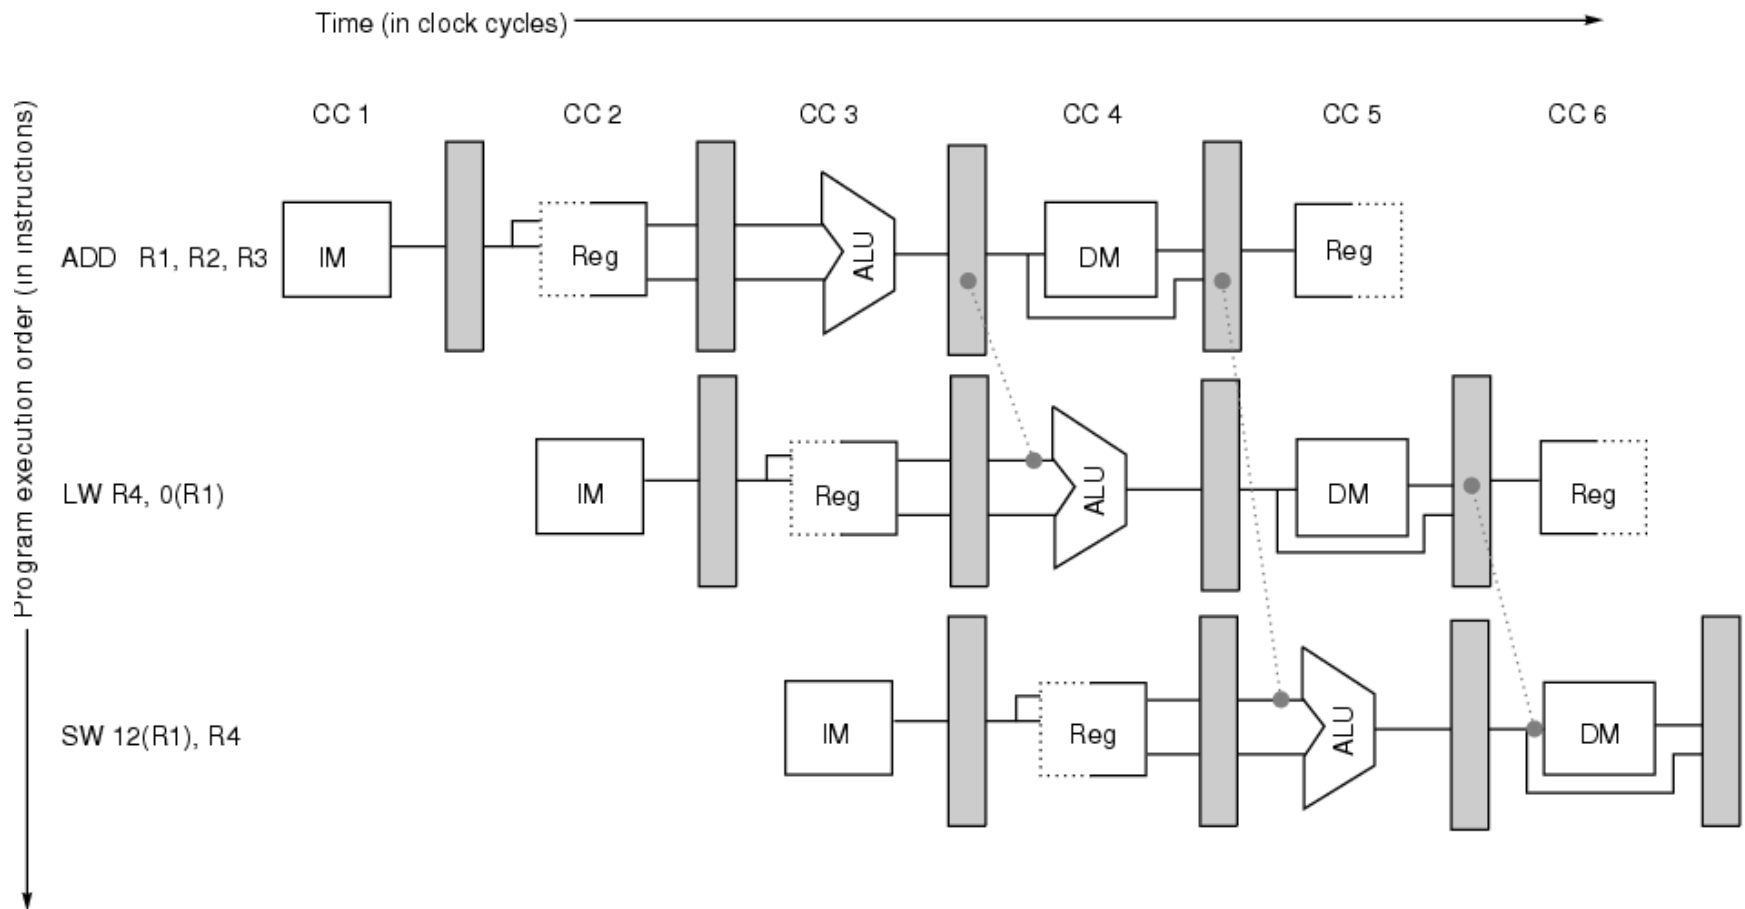 Time (in clock cycles)
CC 1 CC 2 CC 3 CC 4 CC 5 CC 6
Program execution order (in instructions)
ADD R1, R2, R3 IM Reg ALU DM Reg
LW R4, 0(R1) IM Reg ALU DM Reg
SW 12(R1), R4 IM Reg ALU DM